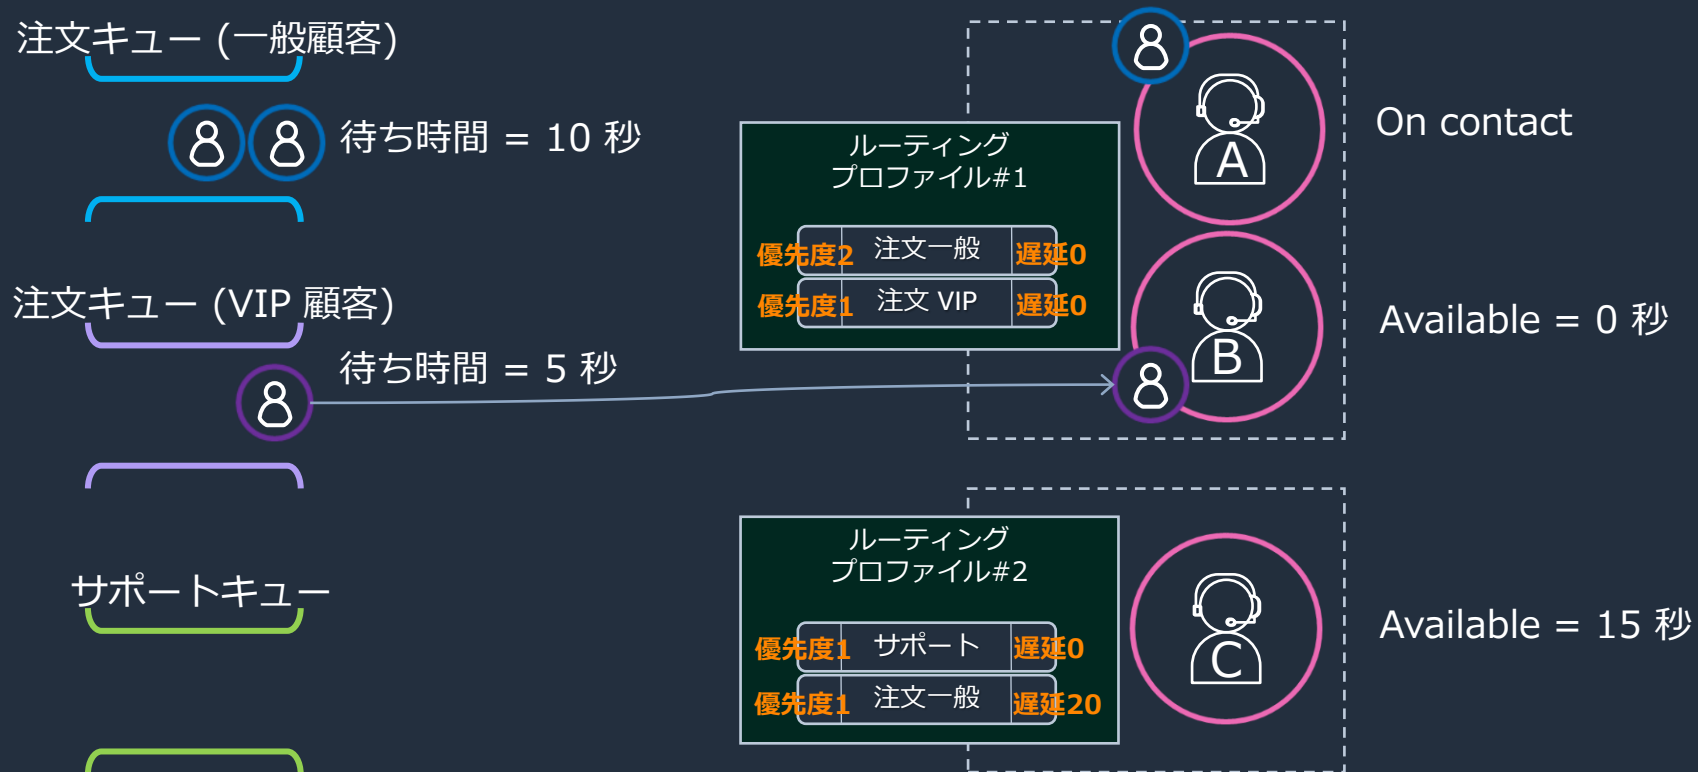 注文キュー (一般顧客)
待ち時間 = 10 秒
注文キュー (VIP 顧客)
待ち時間 = 5 秒
サポートキュー
ルーティング
プロファイル#1
優先度2 注文一般 遅延0
優先度1 注文 VIP 遅延0
A
On contact
B
Available = 0 秒
ルーティング
プロファイル#2
優先度1 サポート 遅延0
優先度1 注文一般 遅延20
C
Available = 15 秒